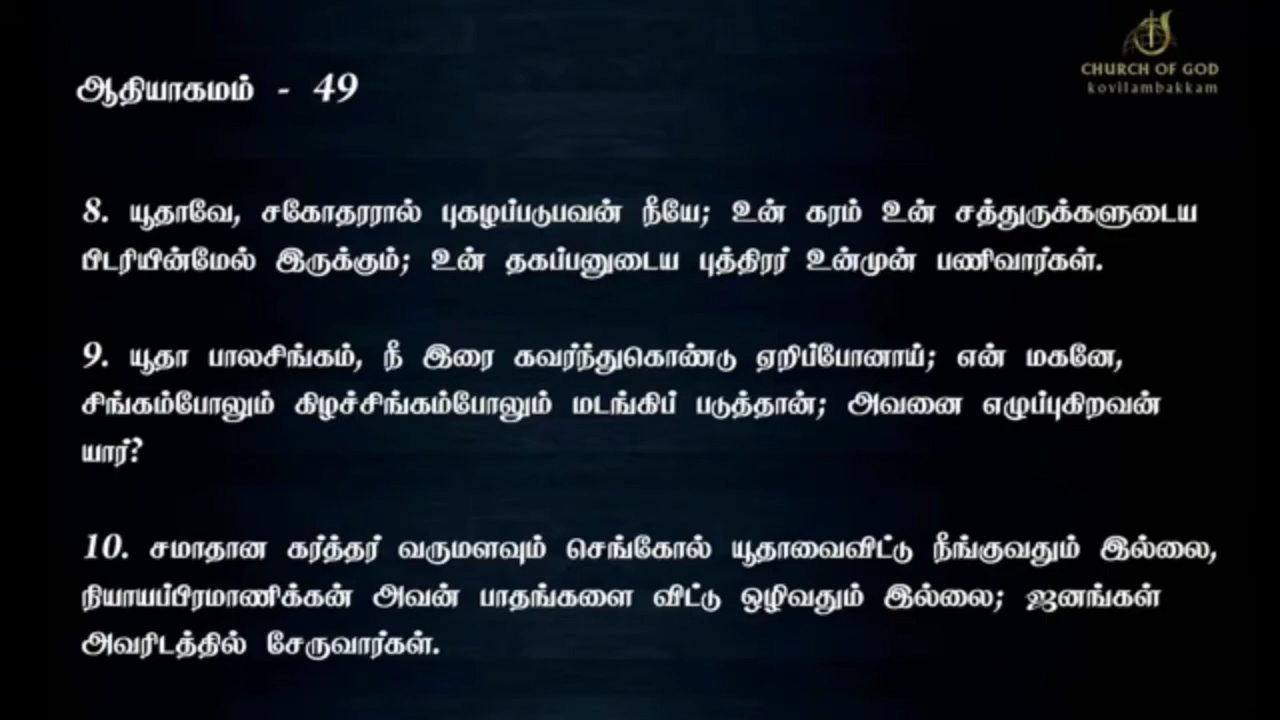 CHURCH OF GOD
kovilambakkam
ஆதியாகமம் - 49
8. யூதாவே, சகோதரரால் புகழப்படுபவன் நீயே; உன் கரம் உன் சத்துருக்களுடைய
பிடரியின்மேல் இருக்கும்; உன் தகப்பனுடைய புத்திரர் உன்முன் பணிவார்கள்.
9. யூதா பாலசிங்கம், நீ இரை கவர்ந்துகொண்டு ஏறிப்போனாய்; என் மகனே,
சிங்கம்போலும் கிழச்சிங்கம்போலும் மடங்கிப் படுத்தான்; அவனை எழுப்புகிறவன்
யார்?
10. சமாதான கர்த்தர் வருமளவும் செங்கோல் யூதாவைவிட்டு நீங்குவதும் இல்லை,
நியாயப்பிரமாணிக்கன் அவன் பாதங்களை விட்டு ஒழிவதும் இல்லை; ஜனங்கள்
அவரிடத்தில் சேருவார்கள்.